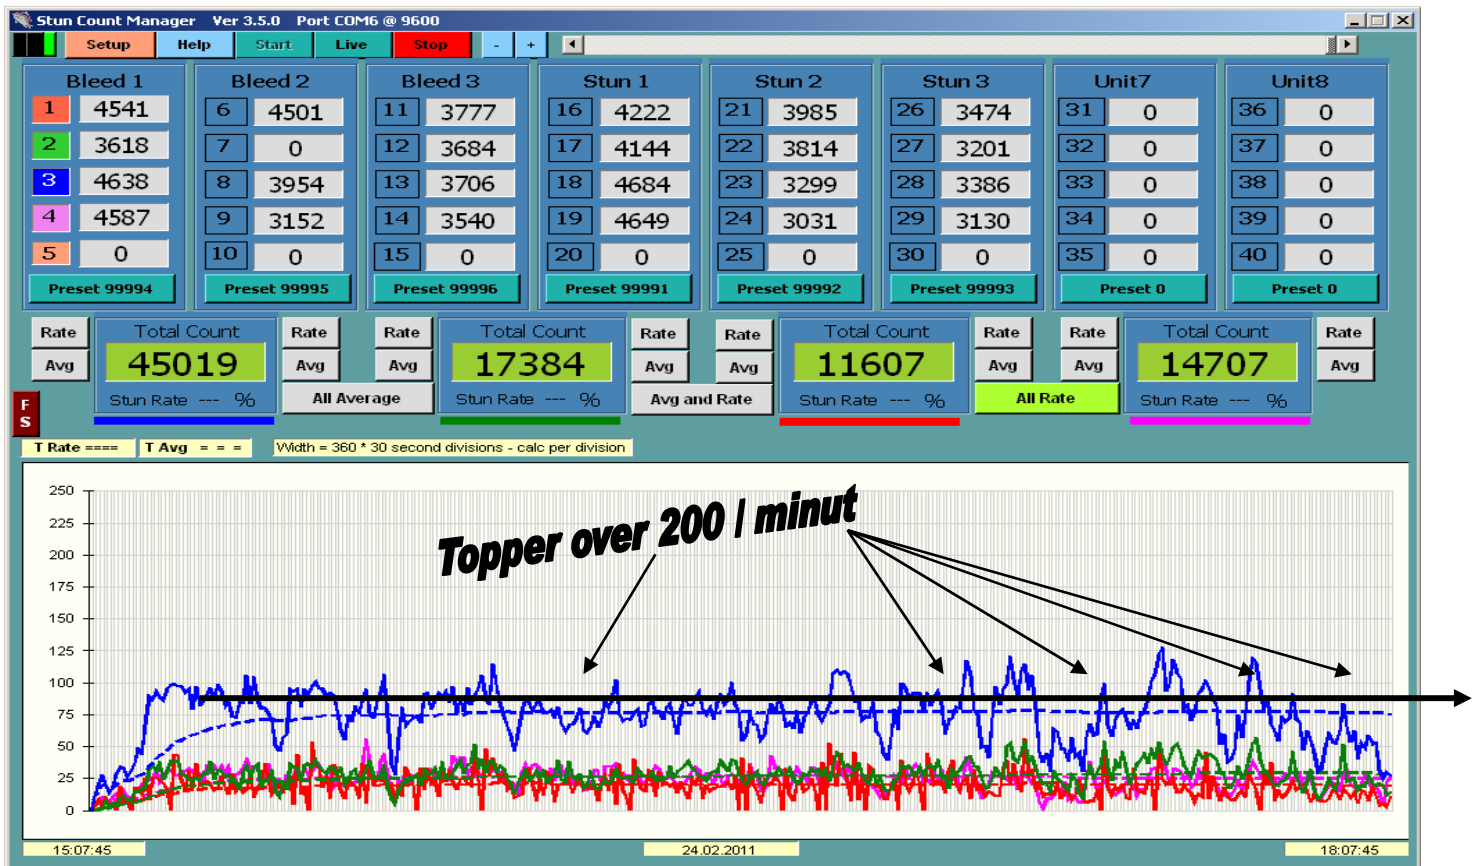 Stun Count Manager Ver 3.5.0 Port COM6 @ 9600
Setup Help Start Live Stop - +
Bleed 1 Bleed 2 Bleed 3 Stun 1 Stun 2 Stun 3 Unit7 Unit8
1 4541 6 4501 11 3777 16 4222 21 3985 26 3474 31 0 36 0
2 3618 7 0 12 3684 17 4144 22 3814 27 3201 32 0 37 0
3 4638 8 3954 13 3706 18 4684 23 3299 28 3386 33 0 38 0
4 4587 9 3152 14 3540 19 4649 24 3031 29 3130 34 0 39 0
5 0 10 0 15 0 20 0 25 0 30 0 35 0 40 0
Preset 99994 Preset 99995 Preset 99996 Preset 99991 Preset 99992 Preset 99993 Preset 0 Preset 0
Rate Total Count Rate Rate Total Count Rate Rate Total Count Rate Rate Total Count Rate
Avg 45019 Avg Avg 17384 Avg Avg 11607 Avg Avg 14707 Avg
Stun Rate --- % All Average Stun Rate --- % Avg and Rate Stun Rate --- % All Rate Stun Rate --- %
F
S
T Rate ==== T Avg = = = Width = 360 * 30 second divisions - calc per division
250
225
200
175
150
125
100
75
50
25
0
Topper over 200 / minut
15:07:45 24.02.2011 18:07:45